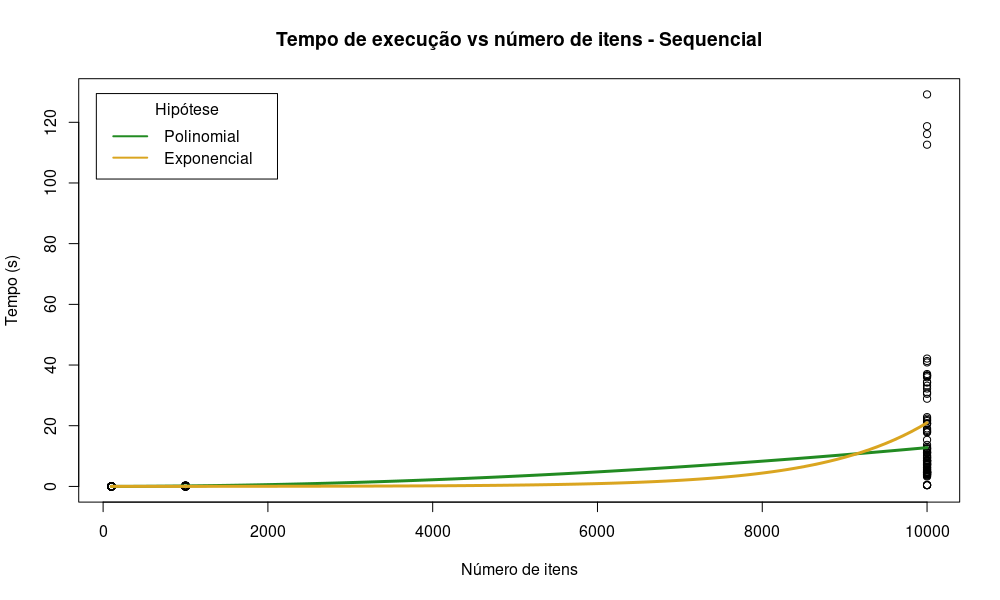 Tempo de execução vs número de itens - Sequencial
Hipótese
Polinomial
Exponencial
Tempo (s)
120
100
80
60
40
20
0
0 2000 4000 6000 8000 10000
Número de itens